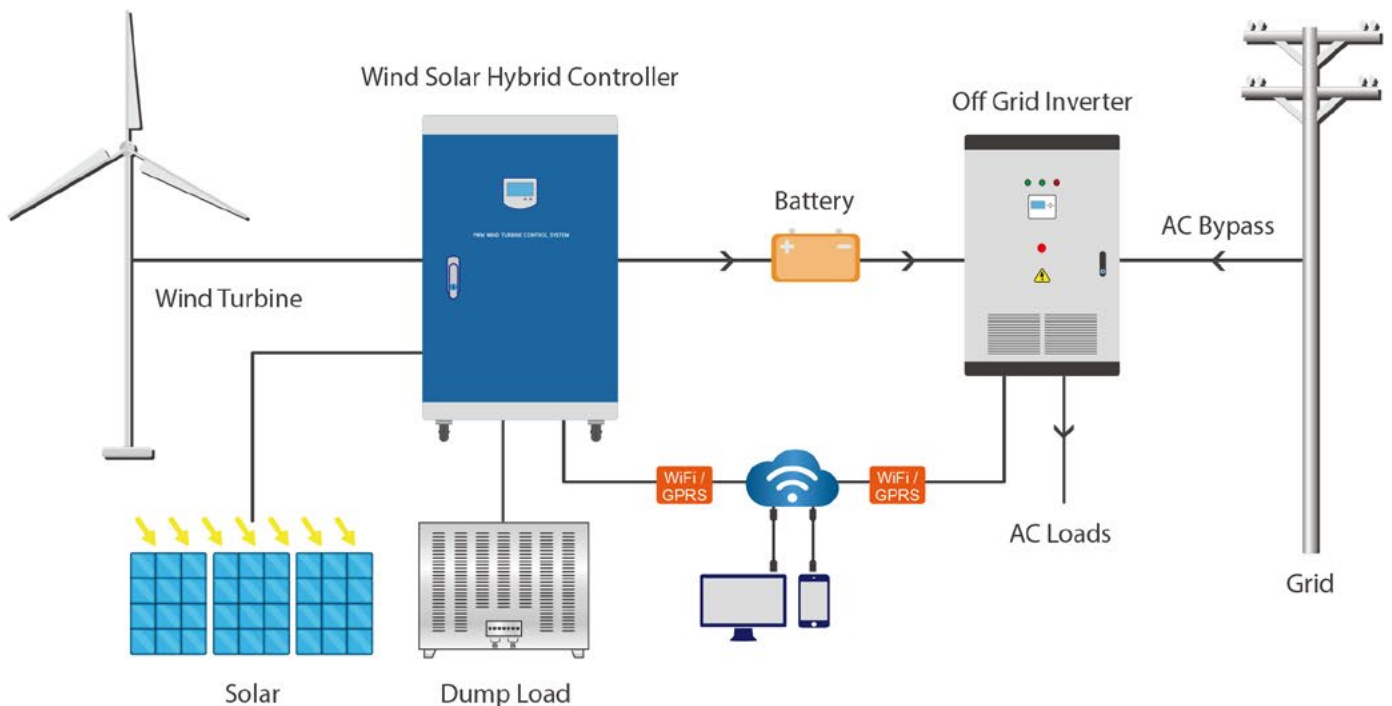 Wind Solar Hybrid Controller
Off Grid Inverter
Battery
AC Bypass
PWM WIND TURBINE CONTROL SYSTEM
Wind Turbine
WiFi /
GPRS
WiFi /
GPRS
AC Loads
Grid
Solar
Dump Load